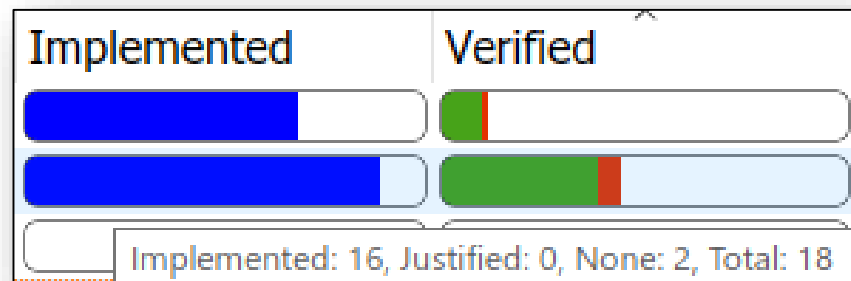 Implemented Verified
Implemented: 16, Justified: 0, None: 2, Total: 18